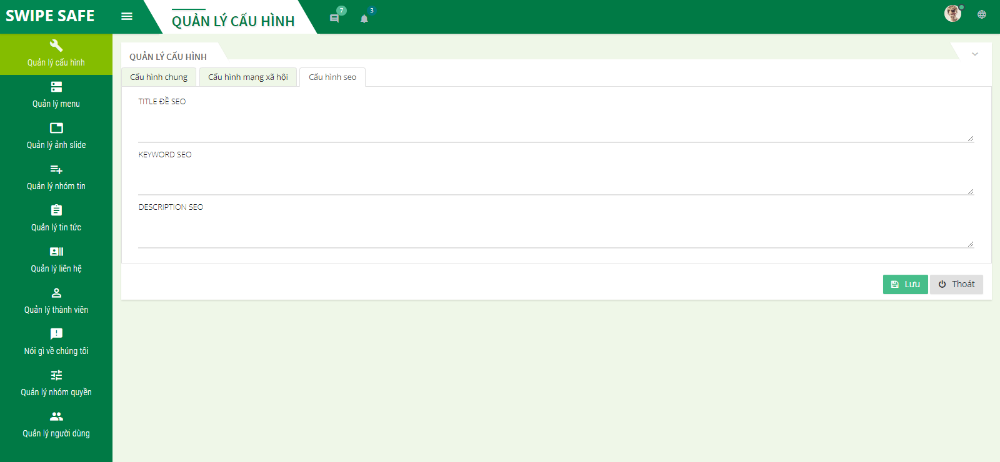 SWIPE SAFE
QUẢN LÝ CẤU HÌNH
7
3
Quản lý cấu hình
Quản lý menu
Quản lý ảnh slide
Quản lý nhóm tin
Quản lý tin tức
Quản lý liên hệ
Quản lý thành viên
Nói gì về chúng tôi
Quản lý nhóm quyền
Quản lý người dùng
QUẢN LÝ CẤU HÌNH
Cấu hình chung
Cấu hình mạng xã hội
Cấu hình seo
TITLE ĐỀ SEO
KEYWORD SEO
DESCRIPTION SEO
Lưu
Thoát